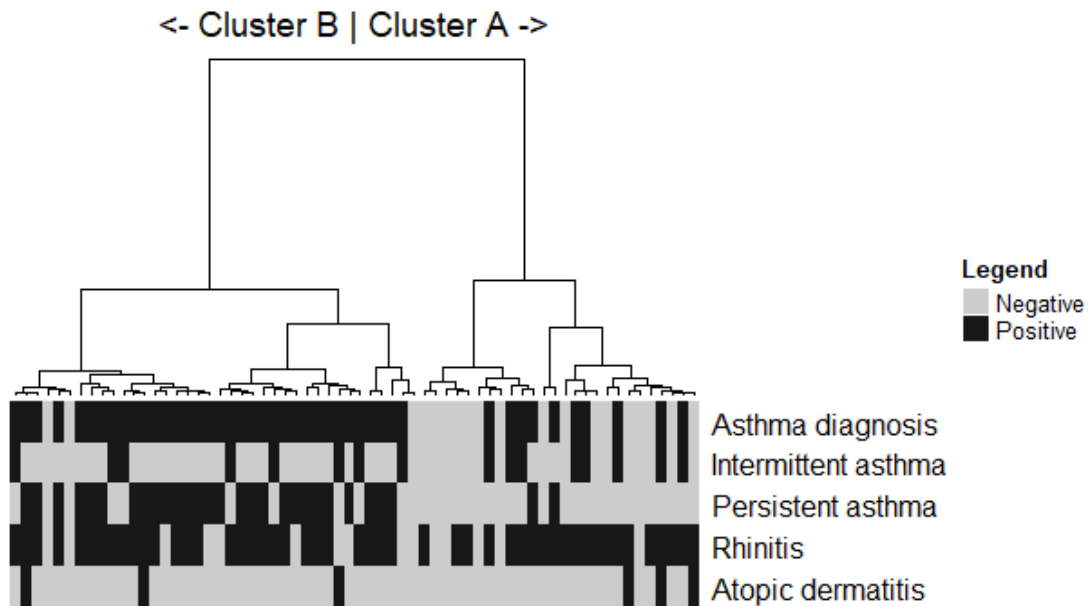 <- Cluster B | Cluster A ->
Legend
Negative
Positive
Asthma diagnosis
Intermittent asthma
Persistent asthma
Rhinitis
Atopic dermatitis